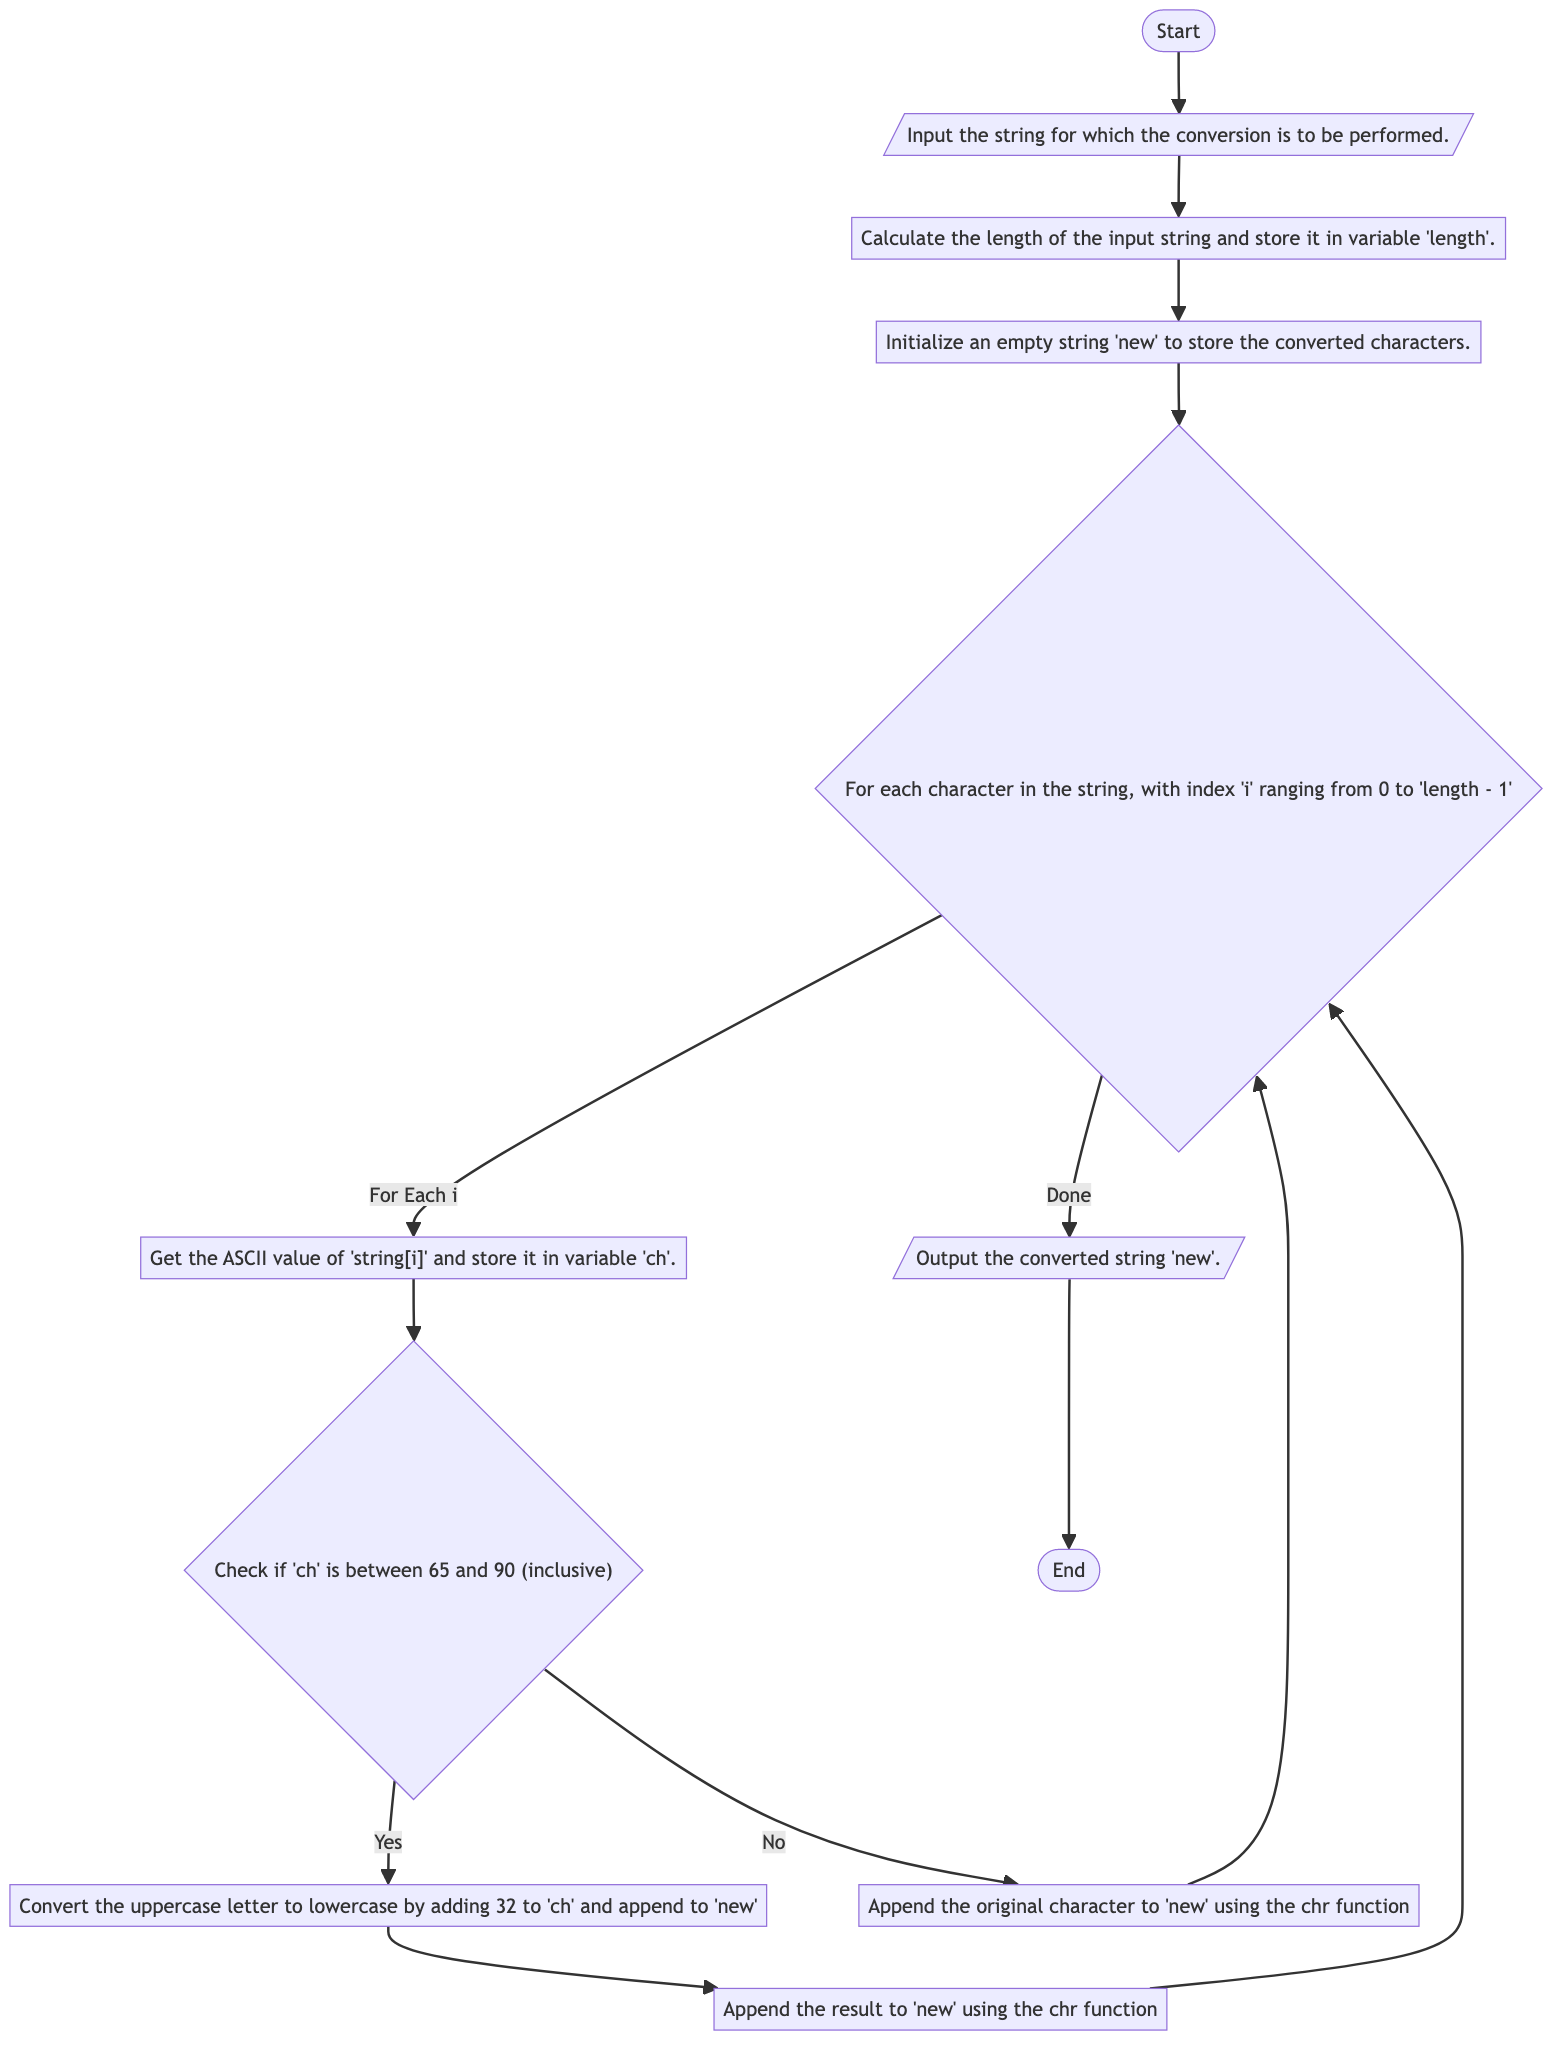 Start
Input the string for which the conversion is to be performed.
Calculate the length of the input string and store it in variable 'length'.
Initialize an empty string 'new' to store the converted characters.
For each character in the string, with index 'i' ranging from 0 to 'length - 1'
For Each i
Done
Get the ASCII value of 'string[i]' and store it in variable 'ch'.
Output the converted string 'new'.
Check if 'ch' is between 65 and 90 (inclusive)
End
Yes
No
Convert the uppercase letter to lowercase by adding 32 to 'ch' and append to 'new'
Append the original character to 'new' using the chr function
Append the result to 'new' using the chr function